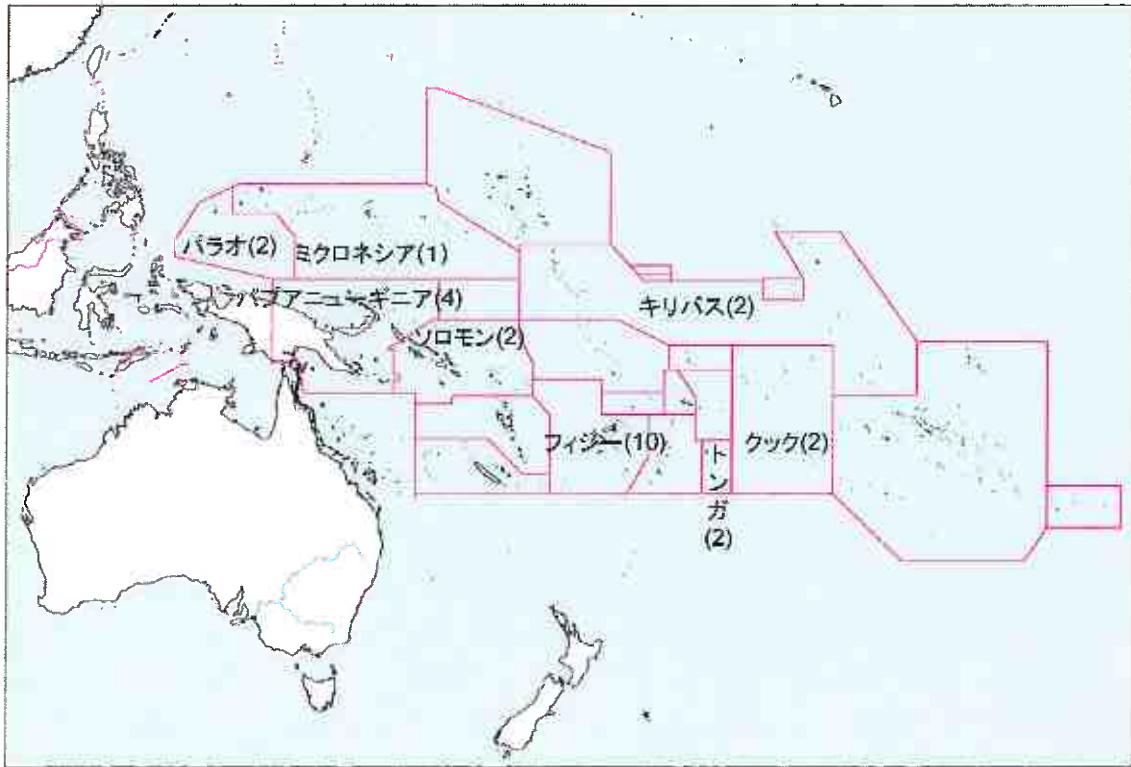 パラオ(2)
ミクロネシア(1)
パプアニューギニア(4)
キリバス(2)
ソロモン(2)
フィジー(10)
クック(2)
トンガ
(2)